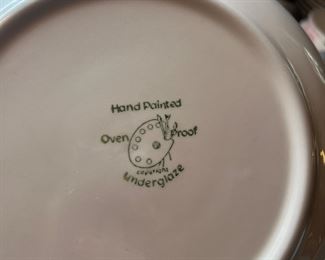 Hand Painted
Oven Proof
copyright
Underglaze